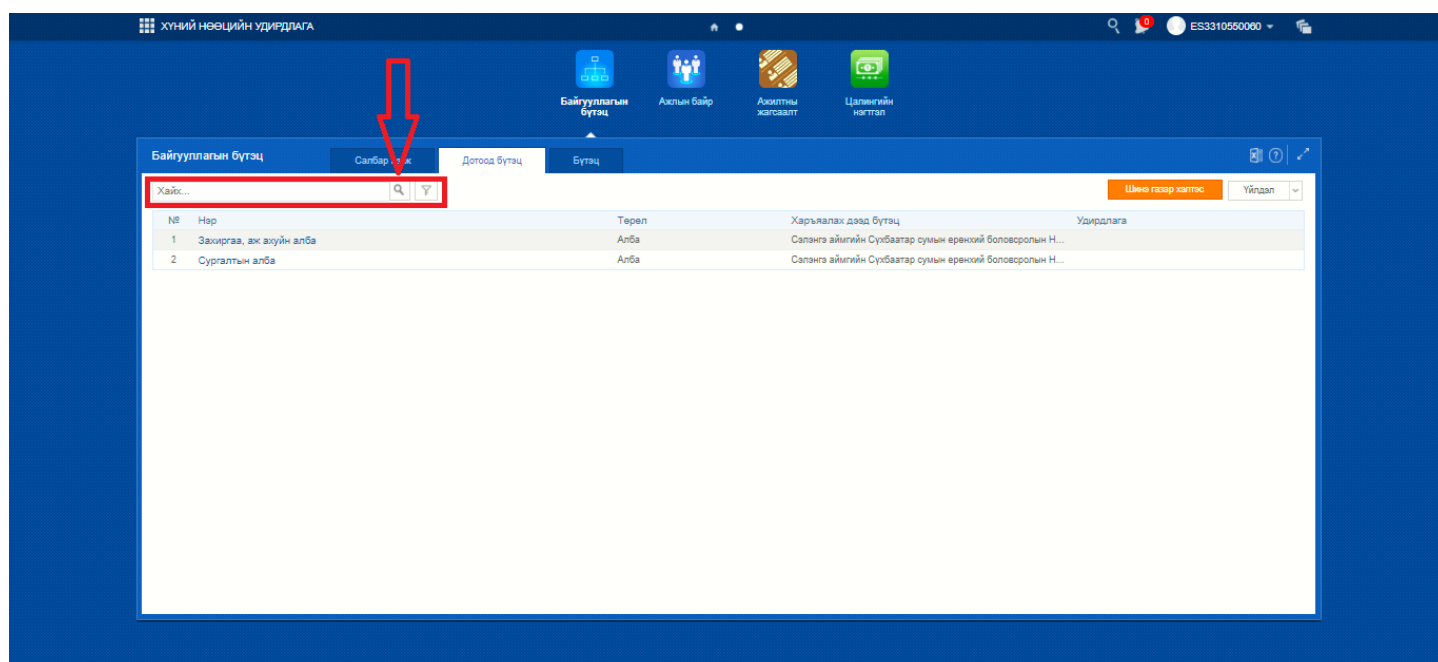 ХҮНИЙ НӨӨЦИЙН УДИРДЛАГА
0
ES3310550060
Байгууллагын бүтэц
Ажлын байр
Ажилтны жагсаалт
Цалингийн нэгтгэл
Байгууллагын бүтэц
Салбар
Дотоод бүтэц
Бүтэц
Хайх...
Шинэ газар хэлтэс
Үйлдэл
№ Нэр Төрөл Харъяалах дээд бүтэц Удирдлага
1 Захиргаа, аж ахуйн алба Алба Сэлэнгэ аймгийн Сүхбаатар сумын ерөнхий боловсролын Н...
2 Сургалтын алба Алба Сэлэнгэ аймгийн Сүхбаатар сумын ерөнхий боловсролын Н...